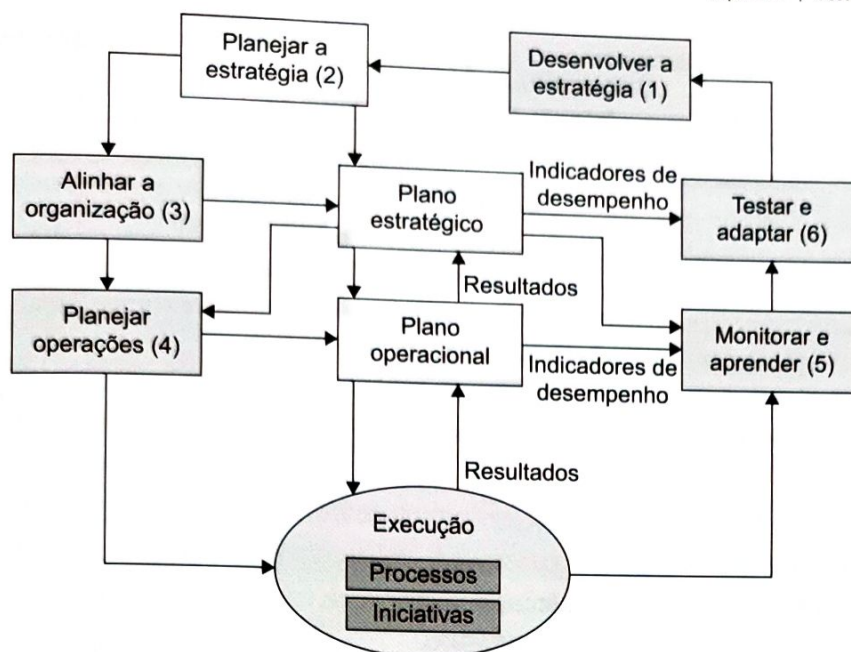 Planejar a
estratégia (2)
Desenvolver a
estratégia (1)
Alinhar a
organização (3)
Plano
estratégico
Indicadores de
desempenho
Testar e
adaptar (6)
Resultados
Planejar
operações (4)
Plano
operacional
Indicadores de
desempenho
Monitorar e
aprender (5)
Resultados
Execução
Processos
Iniciativas